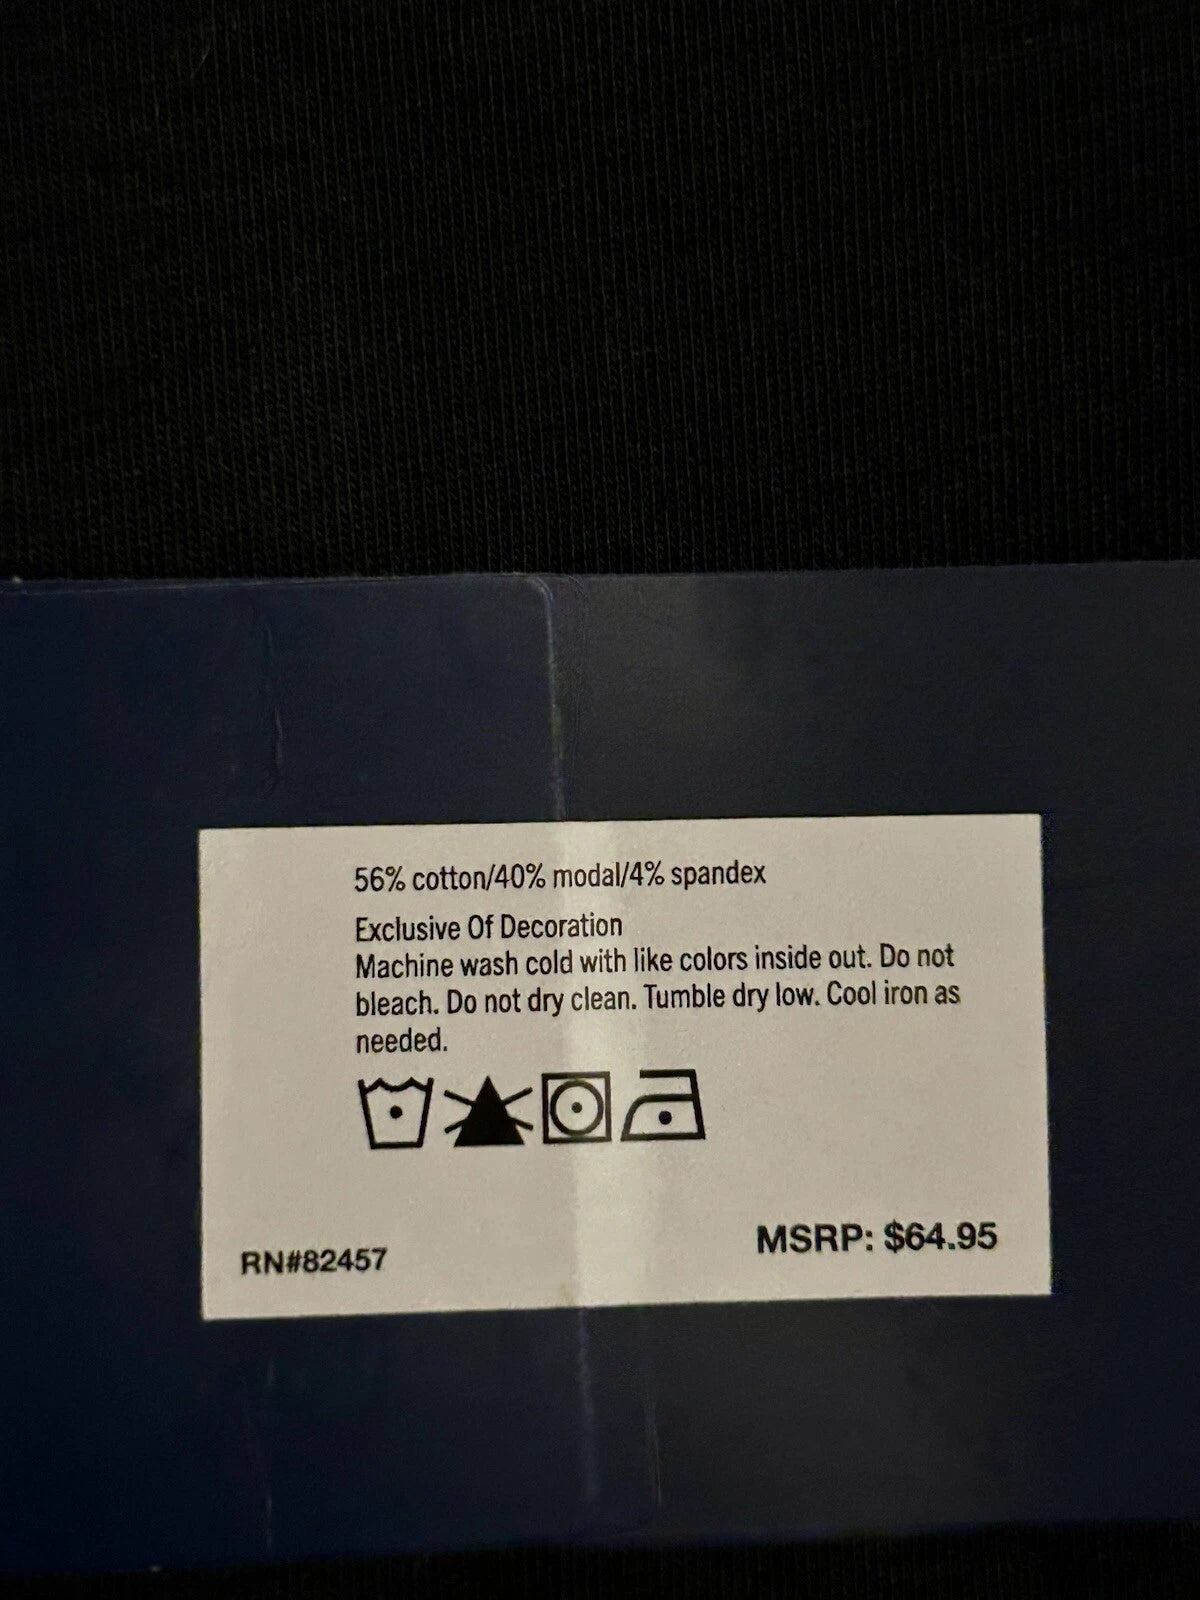 56% cotton/40% modal/4% spandex
Exclusive Of Decoration
Machine wash cold with like colors inside out. Do not
bleach. Do not dry clean. Tumble dry low. Cool iron as
needed.
RN#82457
MSRP: $64.95